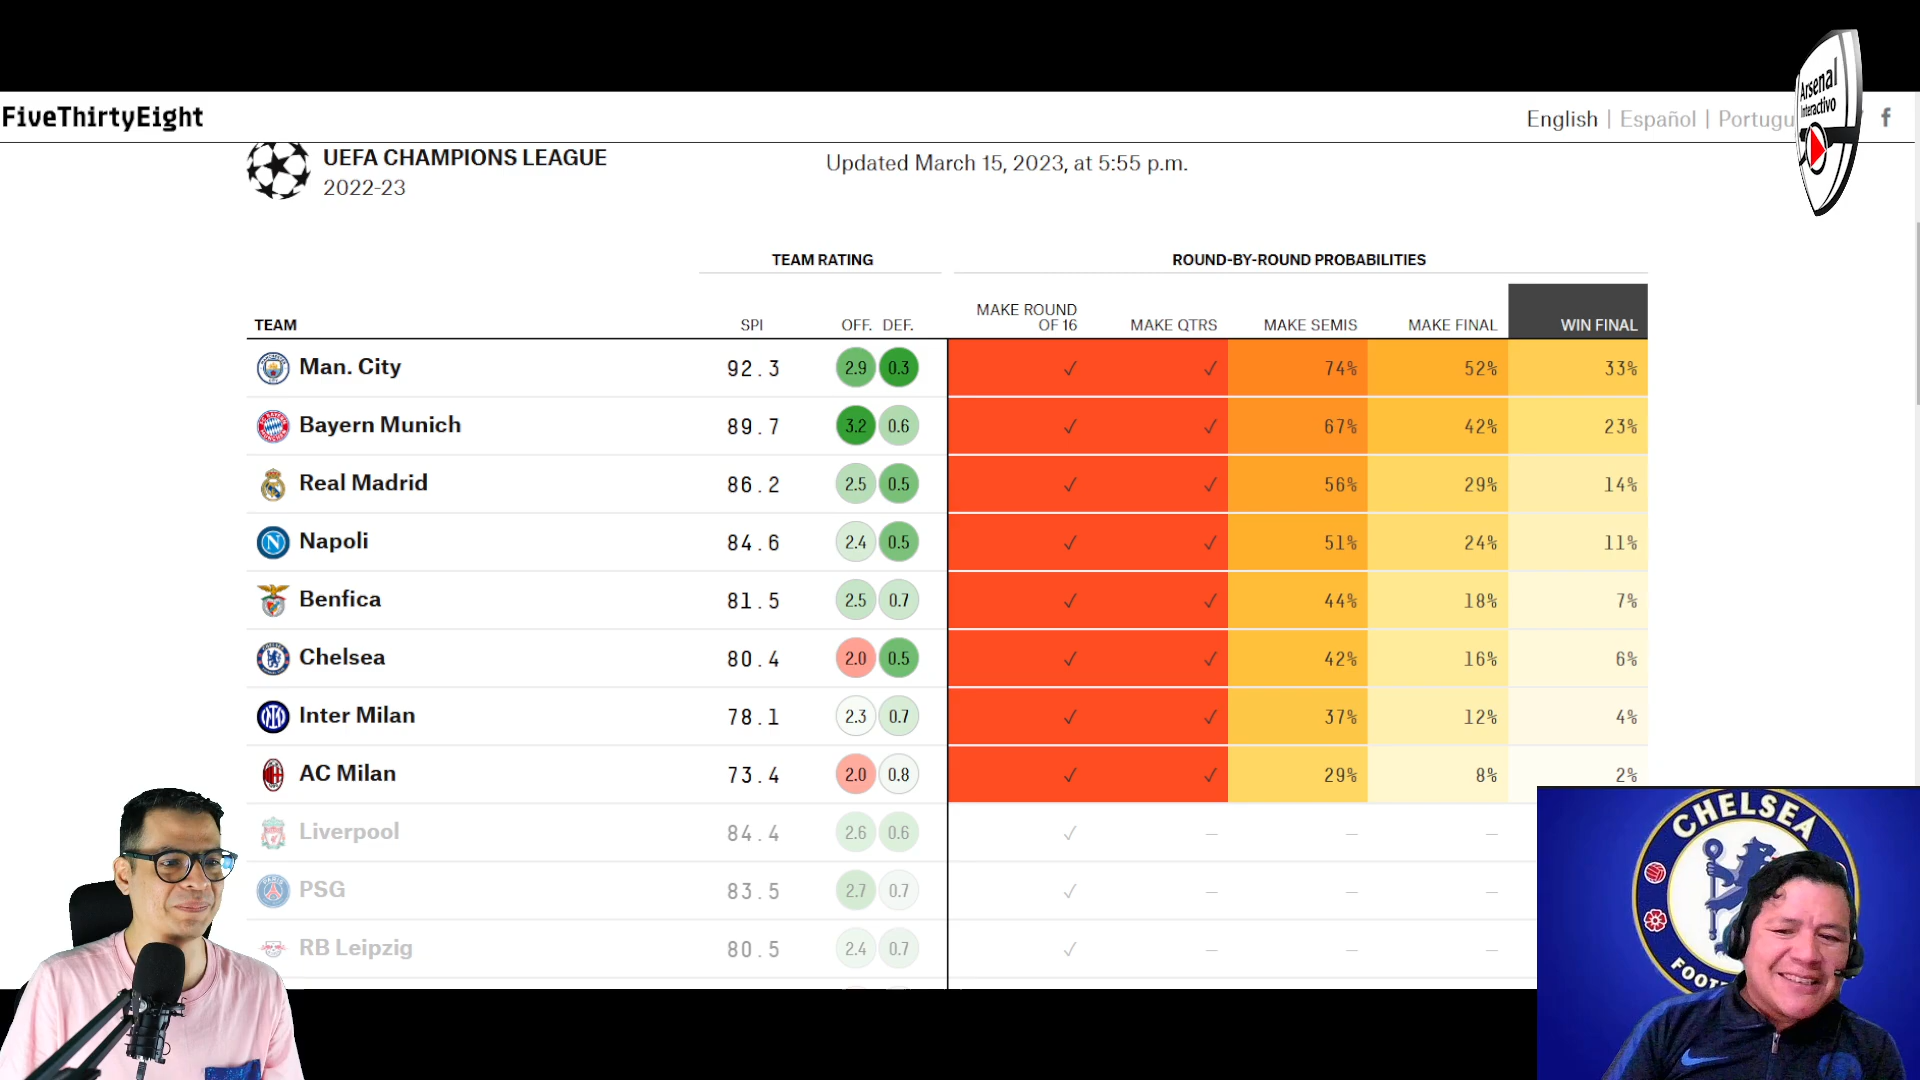 FiveThirtyEight
English | Español | Portugu
Arsenal
Interactivo
UEFA CHAMPIONS LEAGUE
2022-23
Updated March 15, 2023, at 5:55 p.m.
TEAM RATING
ROUND-BY-ROUND PROBABILITIES
TEAM SPI OFF. DEF. MAKE ROUND OF 16 MAKE QTRS MAKE SEMIS MAKE FINAL WIN FINAL
Man. City 92.3 2.9 0.3 ✓ ✓ 74% 52% 33%
Bayern Munich 89.7 3.2 0.6 ✓ ✓ 67% 42% 23%
Real Madrid 86.2 2.5 0.5 ✓ ✓ 56% 29% 14%
Napoli 84.6 2.4 0.5 ✓ ✓ 51% 24% 11%
Benfica 81.5 2.5 0.7 ✓ ✓ 44% 18% 7%
Chelsea 80.4 2.0 0.5 ✓ ✓ 42% 16% 6%
Inter Milan 78.1 2.3 0.7 ✓ ✓ 37% 12% 4%
AC Milan 73.4 2.0 0.8 ✓ ✓ 29% 8% 2%
Liverpool 84.4 2.6 0.6 ✓ — — —
PSG 83.5 2.7 0.7 ✓ — — —
RB Leipzig 80.5 2.4 0.7 ✓ — — —
CHELSEA
FOOT